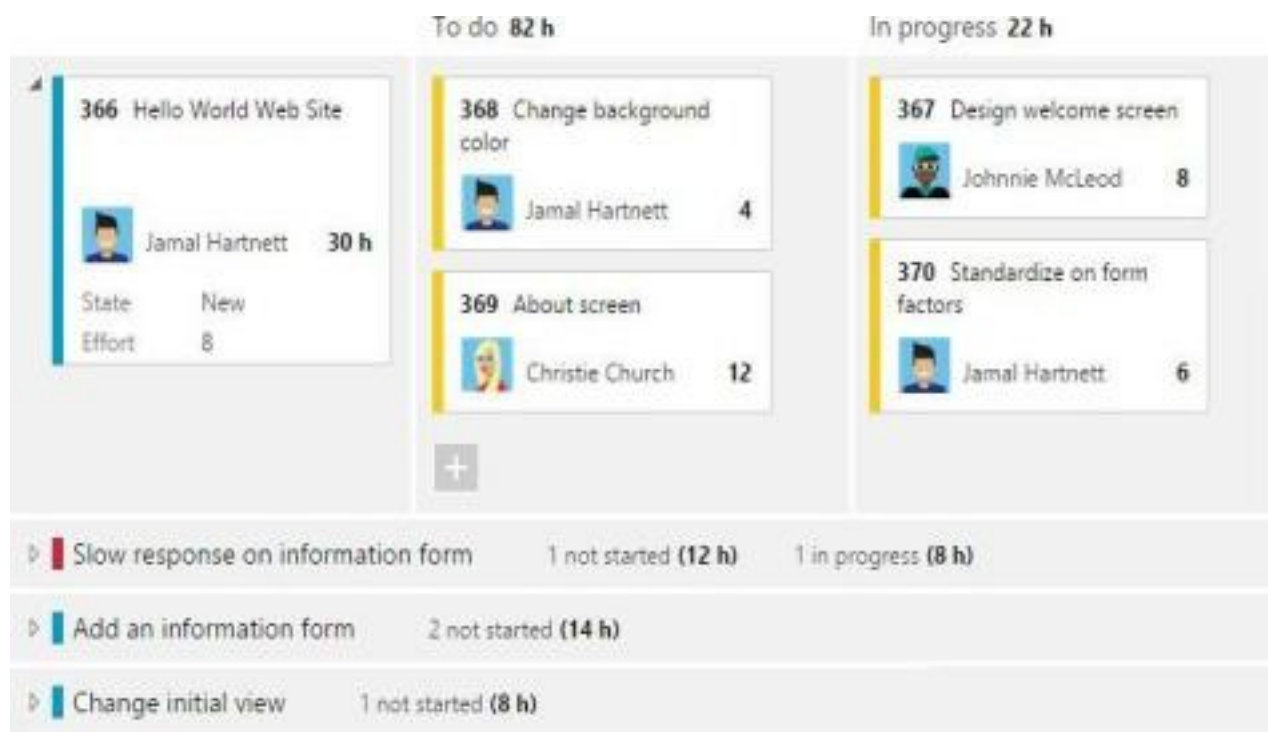 To do 82 h
In progress 22 h
366 Hello World Web Site
Jamal Hartnett 30 h
State New
Effort 8
368 Change background
color
Jamal Hartnett 4
369 About screen
Christie Church 12
+
367 Design welcome screen
Johnnie McLeod 8
370 Standardize on form
factors
Jamal Hartnett 6
Slow response on information form 1 not started (12 h) 1 in progress (8 h)
Add an information form 2 not started (14 h)
Change initial view 1 not started (8 h)